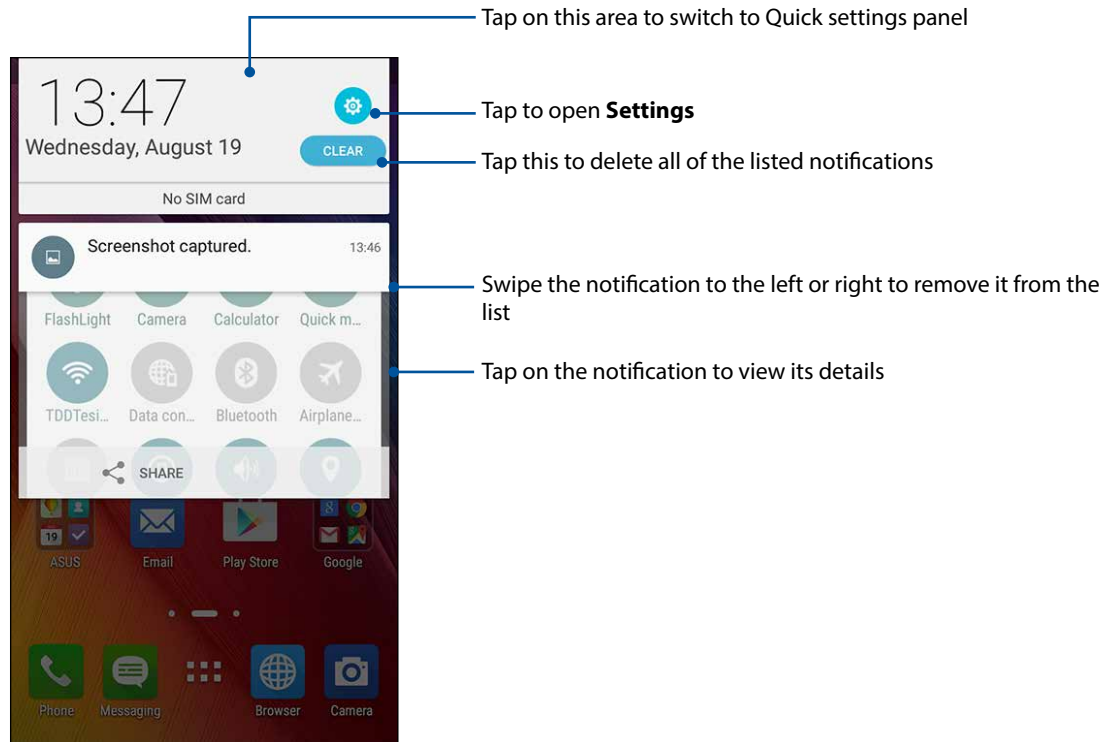 Tap on this area to switch to Quick settings panel
13:47
Wednesday, August 19
Tap to open Settings
CLEAR
Tap this to delete all of the listed notifications
No SIM card
Screenshot captured.
13:46
Swipe the notification to the left or right to remove it from the
list
FlashLight
Camera
Calculator
Quick m...
Tap on the notification to view its details
TDDTesi...
Data con...
Bluetooth
Airplane...
SHARE
8
19
ASUS
Email
Play Store
Google
Phone
Messaging
Browser
Camera